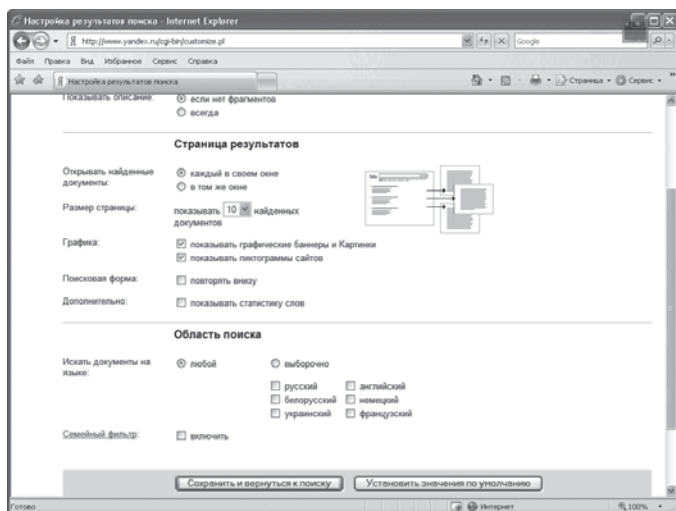 Настройка результатов поиска - Internet Explorer
http://www.yandex.ru/cgi-bin/customize.pl
Google
Файл Правка Вид Избранное Сервис Справка
Настройка результатов поиска
Страница Сервис
Показывать описание: если нет фрагментов
всегда
Страница результатов
Открывать найденные документы: каждый в своем окне
в том же окне
Размер страницы: показывать 10 найденных
документов
Графика: показывать графические баннеры и Картинки
показывать пиктограммы сайтов
Поисковая форма: повторять внизу
Дополнительно: показывать статистику слов
Область поиска
Искать документы на языке: любой выборочно
русский английский
белорусский немецкий
украинский французский
Семейный фильтр: включить
Сохранить и вернуться к поиску Установить значения по умолчанию
Готово Интернет 100%